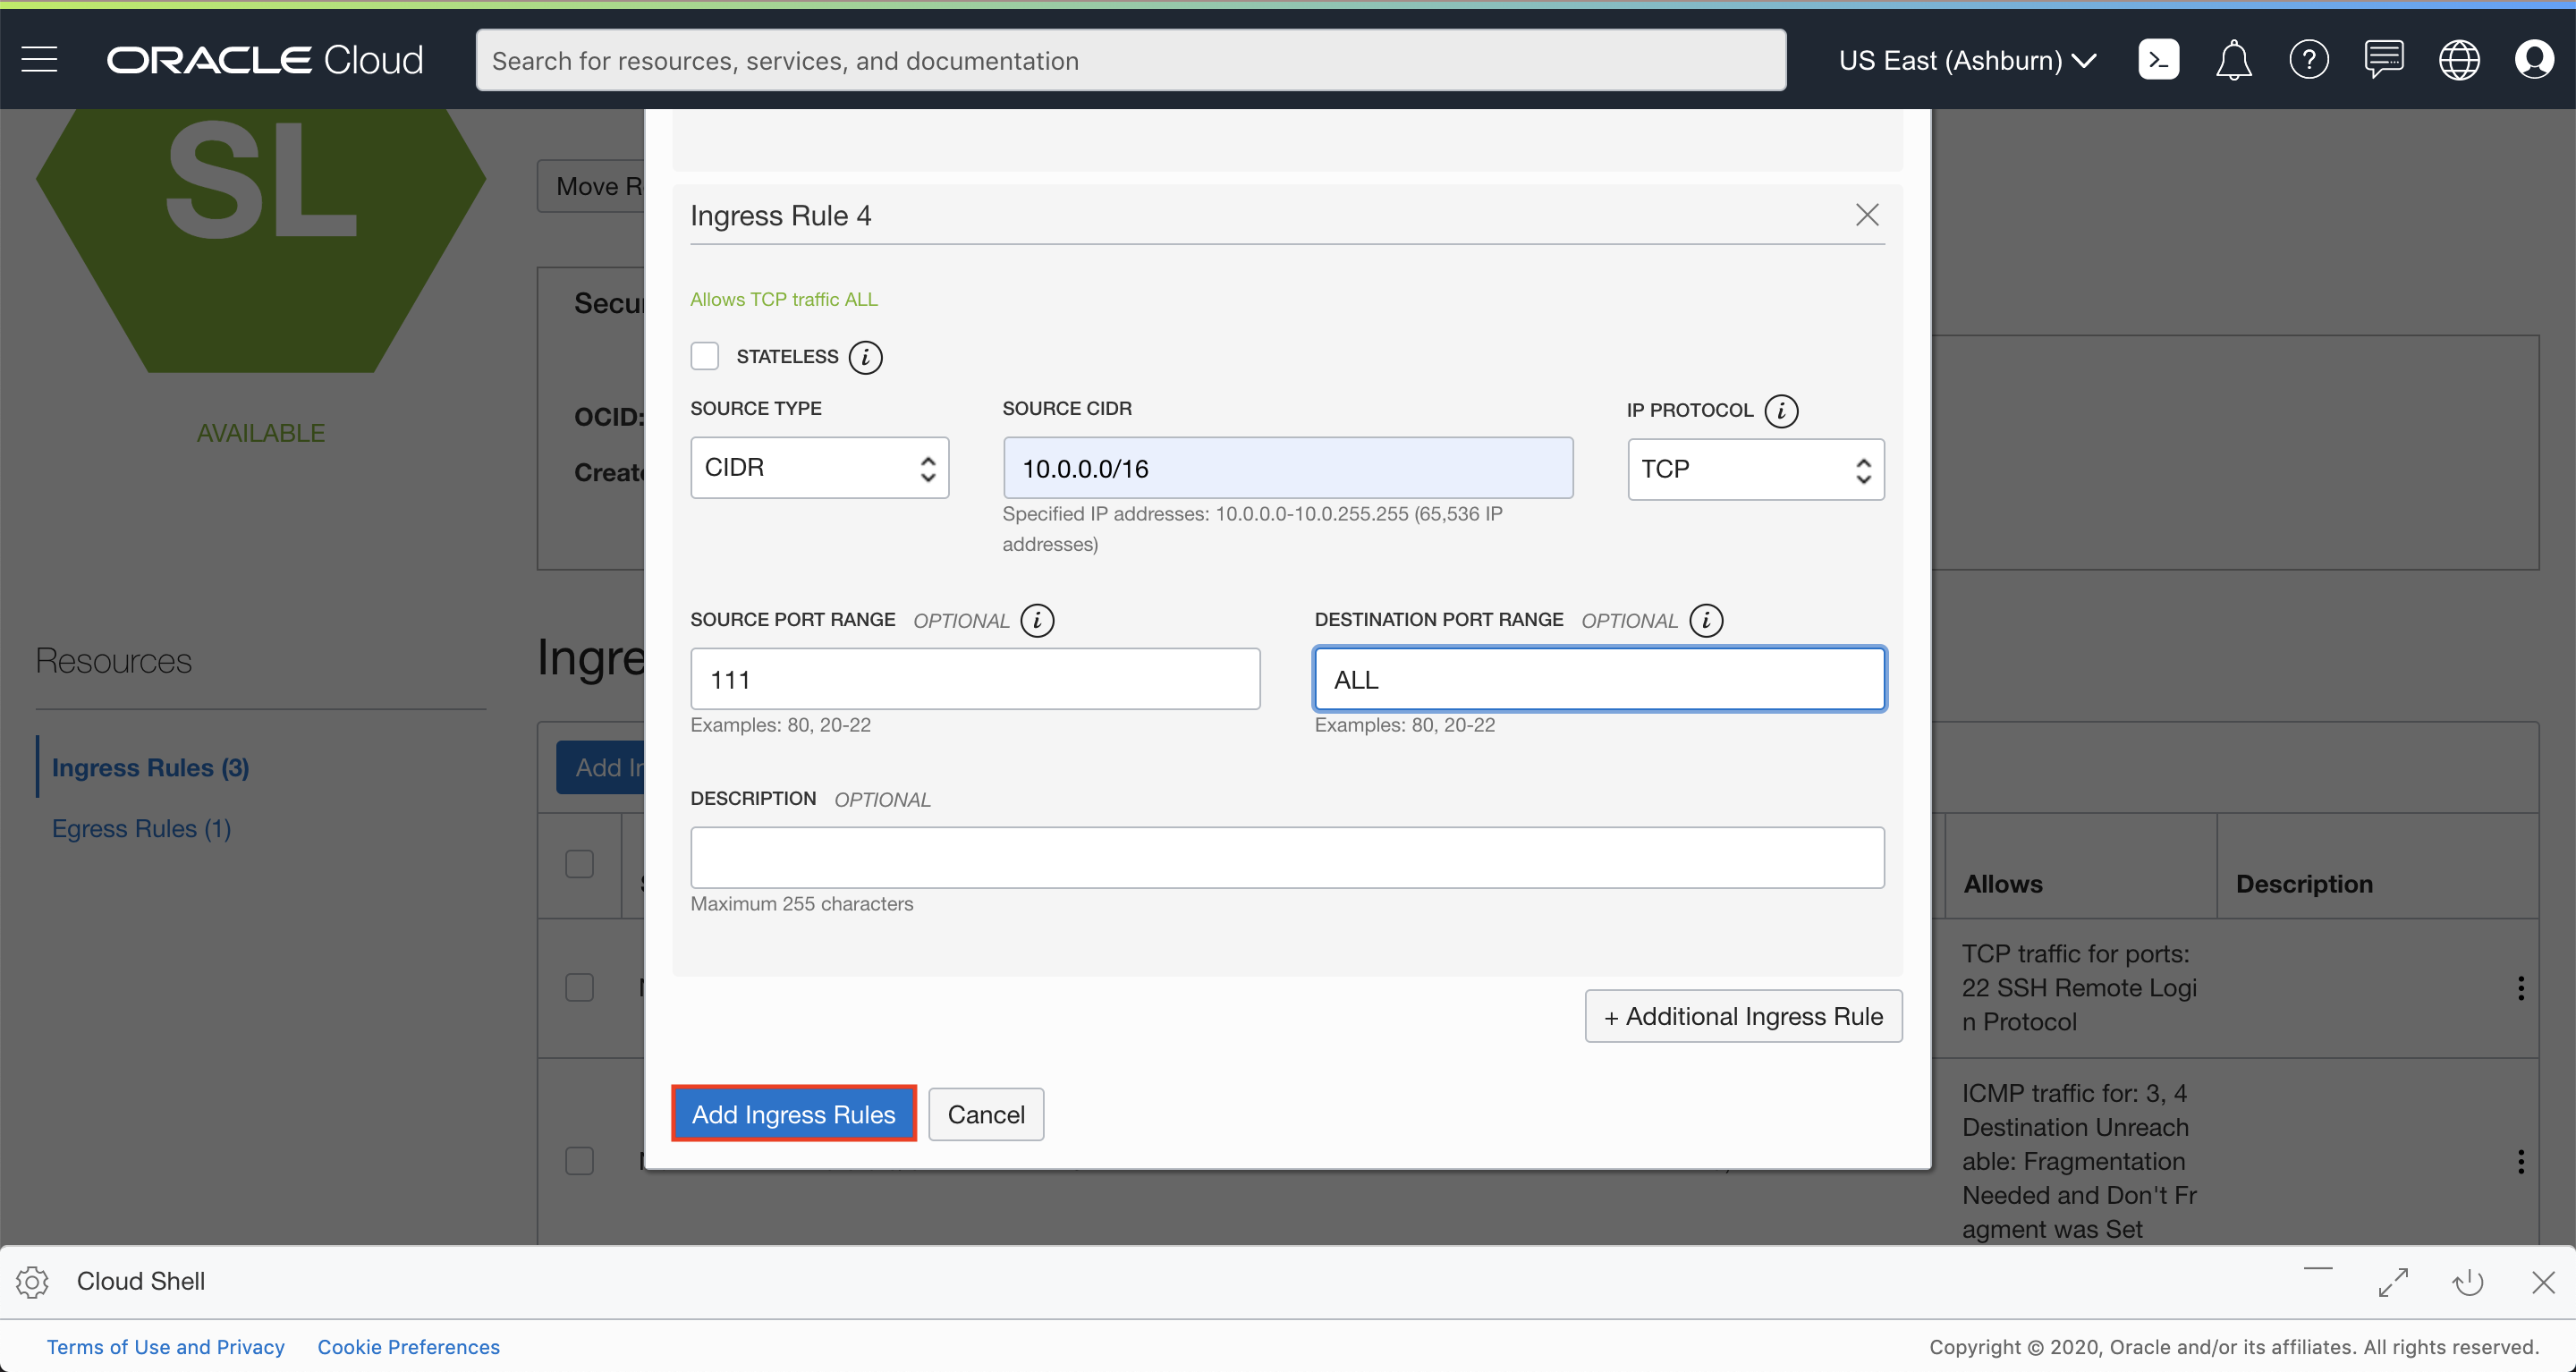 ORACLE Cloud
Search for resources, services, and documentation
US East (Ashburn)
SL
AVAILABLE
Move R
Secu
OCID:
Create
Ingress Rule 4
Allows TCP traffic ALL
STATELESS
SOURCE TYPE
SOURCE CIDR
IP PROTOCOL
CIDR
10.0.0.0/16
TCP
Specified IP addresses: 10.0.0.0-10.0.255.255 (65,536 IP
addresses)
SOURCE PORT RANGE OPTIONAL
DESTINATION PORT RANGE OPTIONAL
111
ALL
Examples: 80, 20-22
Examples: 80, 20-22
DESCRIPTION OPTIONAL
Maximum 255 characters
+ Additional Ingress Rule
Add Ingress Rules
Cancel
Resources
Ingress Rules (3)
Egress Rules (1)
Ingre
Add In
Allows
Description
TCP traffic for ports:
22 SSH Remote Logi
n Protocol
ICMP traffic for: 3, 4
Destination Unreach
able: Fragmentation
Needed and Don't Fr
agment was Set
Cloud Shell
Terms of Use and Privacy
Cookie Preferences
Copyright © 2020, Oracle and/or its affiliates. All rights reserved.